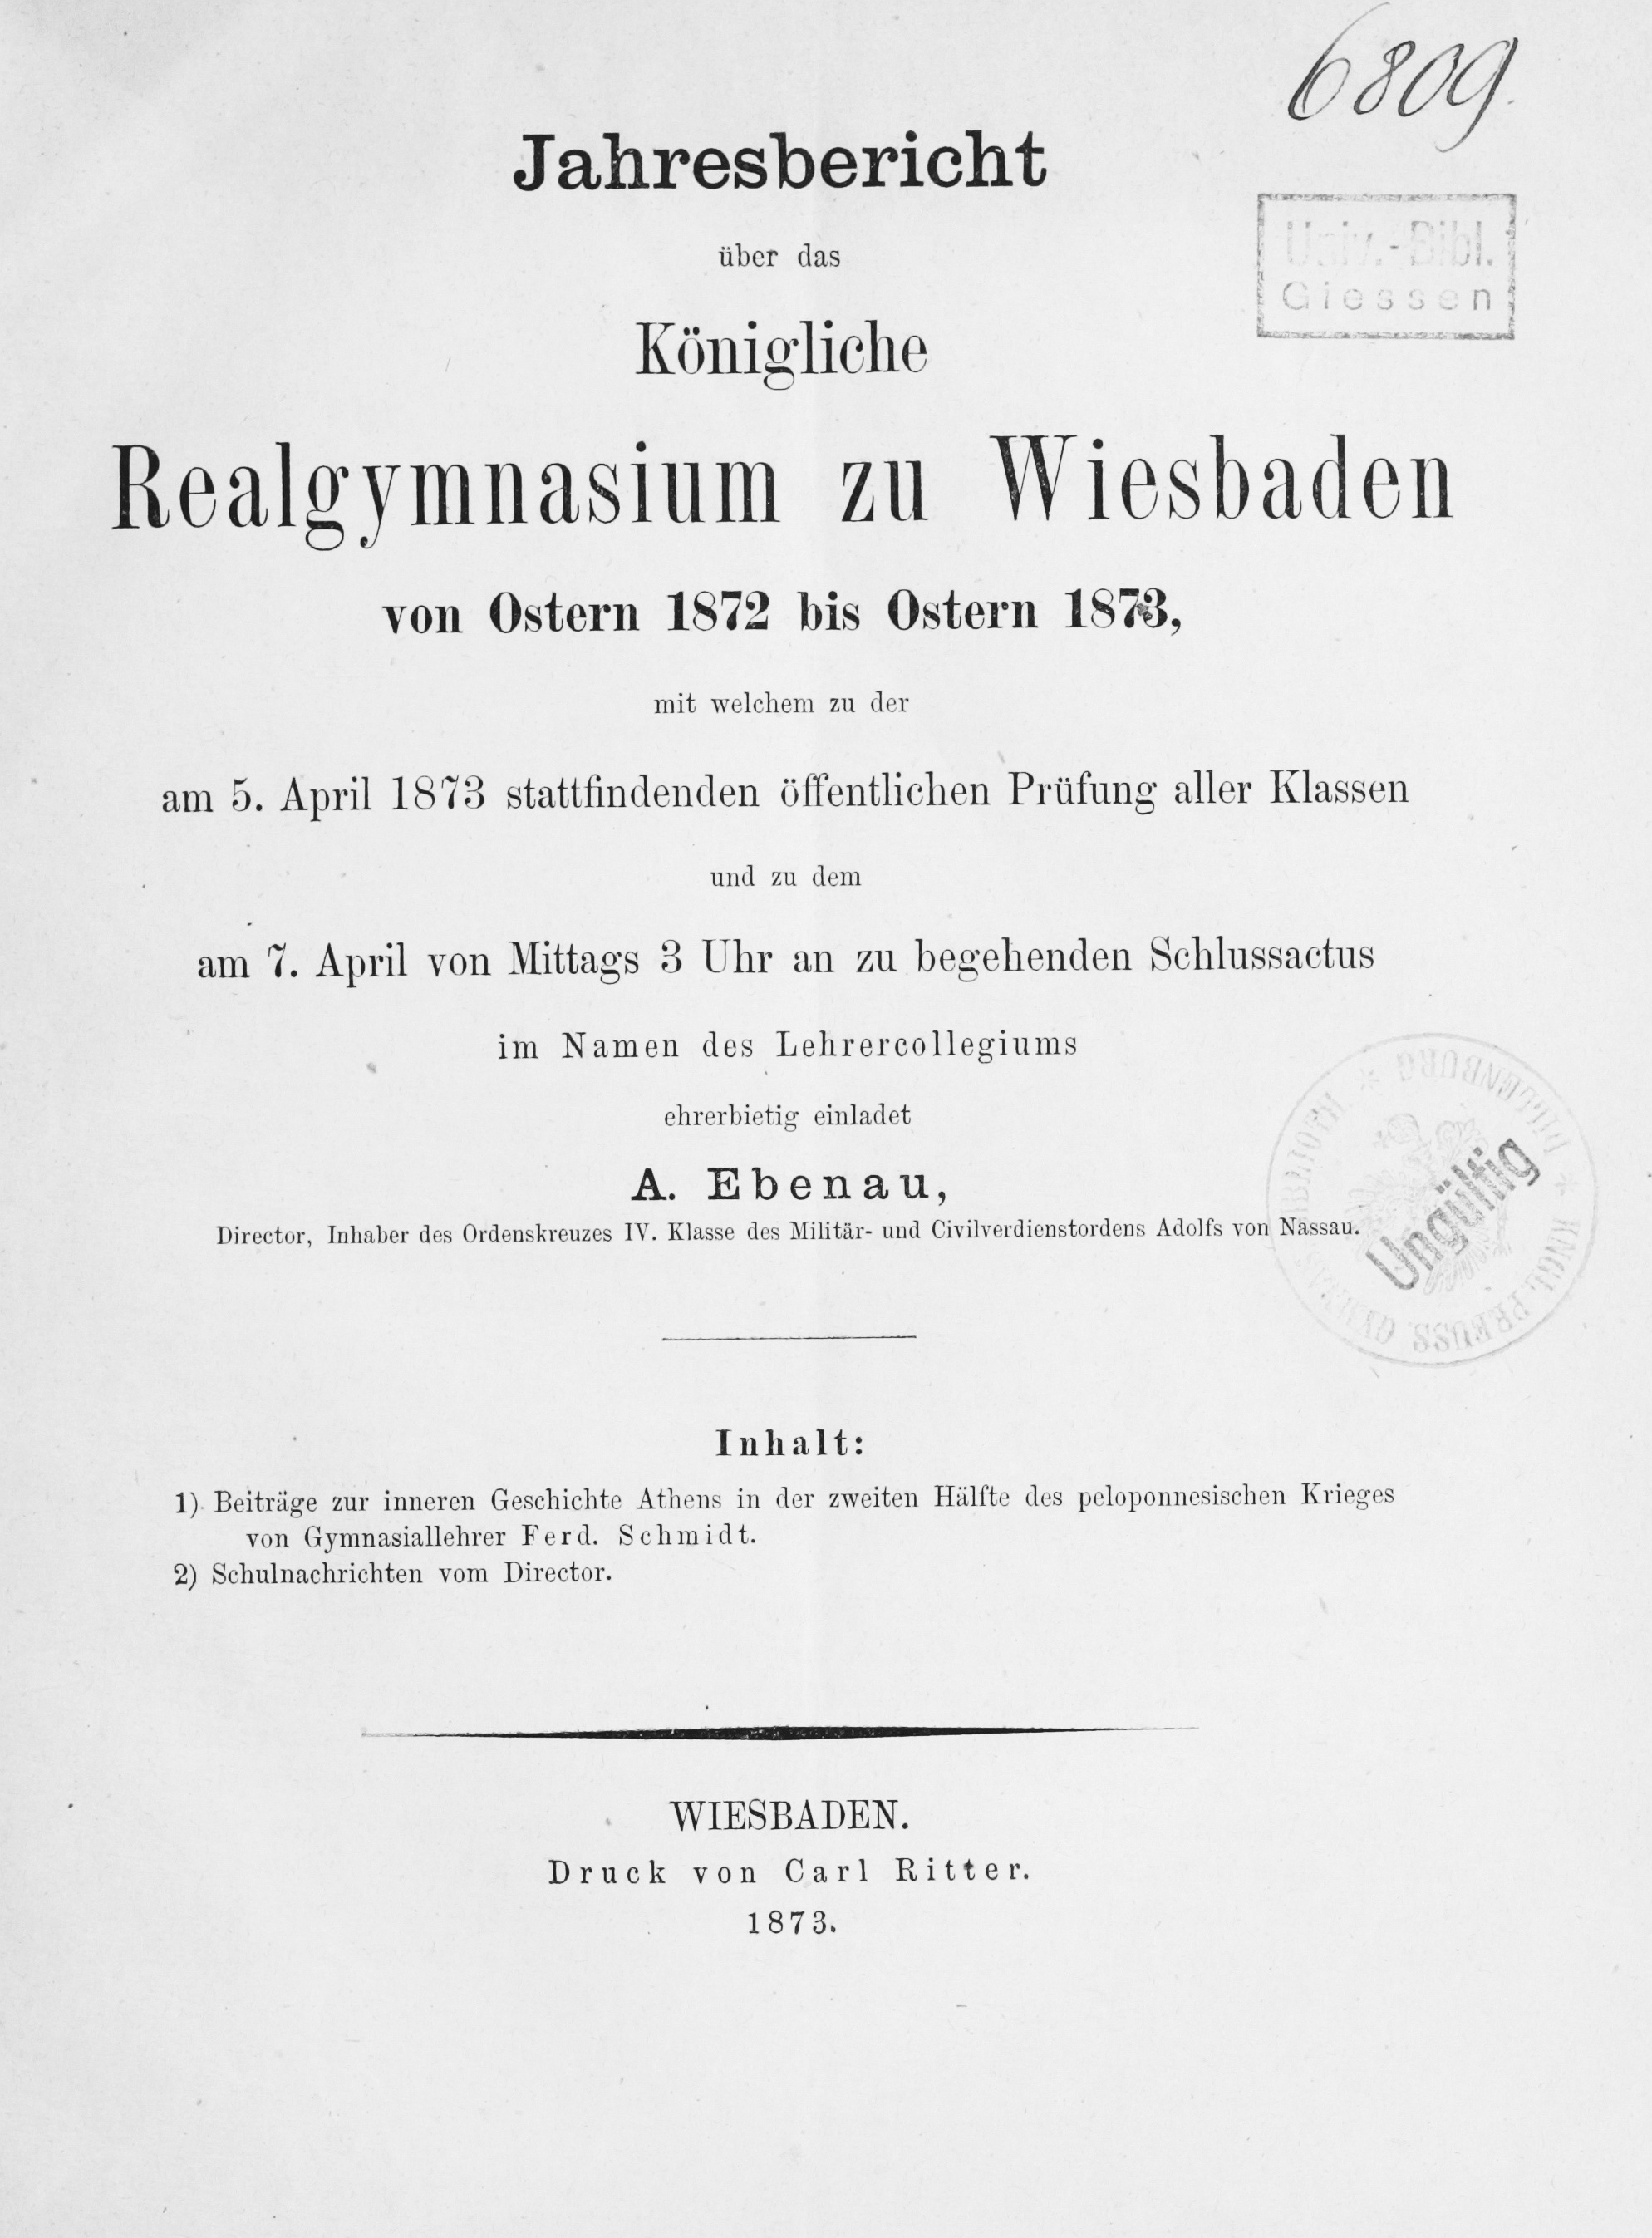 6809.
Jahresbericht
über das
Univ.-Bibl.
Giessen
Königliche
Realgymnasium zu Wiesbaden
von Ostern 1872 bis Ostern 1873,
mit welchem zu der
am 5. April 1873 stattfindenden öffentlichen Prüfung aller Klassen
und zu dem
am 7. April von Mittags 3 Uhr an zu begehenden Schlussactus
im Namen des Lehrercollegiums
ehrerbietig einladet
A. Ebenau,
Director, Inhaber des Ordenskreuzes IV. Klasse des Militär- und Civilverdienstordens Adolfs von Nassau.
KNGL. PREUSS. BIBLIOTHEK * DILLENBURG *
Ungültig
Inhalt:
1) Beiträge zur inneren Geschichte Athens in der zweiten Hälfte des peloponnesischen Krieges
von Gymnasiallehrer Ferd. Schmidt.
2) Schulnachrichten vom Director.
WIESBADEN.
Druck von Carl Ritter.
1873.